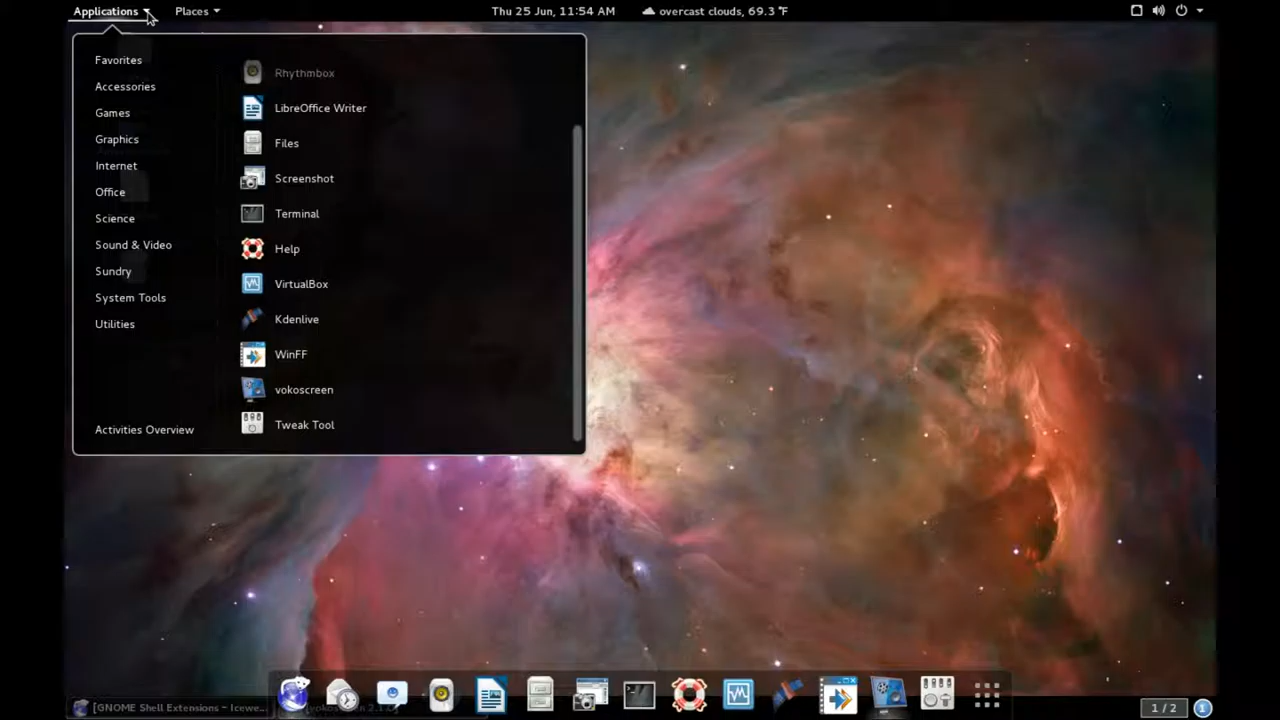 Applications
Places
Thu 25 Jun, 11:54 AM
overcast clouds, 69.3 °F
Favorites
Accessories
Games
Graphics
Internet
Office
Science
Sound & Video
Sundry
System Tools
Utilities
Activities Overview
Rhythmbox
LibreOffice Writer
Files
Screenshot
Terminal
Help
VirtualBox
Kdenlive
WinFF
vokoscreen
Tweak Tool
[GNOME Shell Extensions ~ Icewe...
1 / 2
1